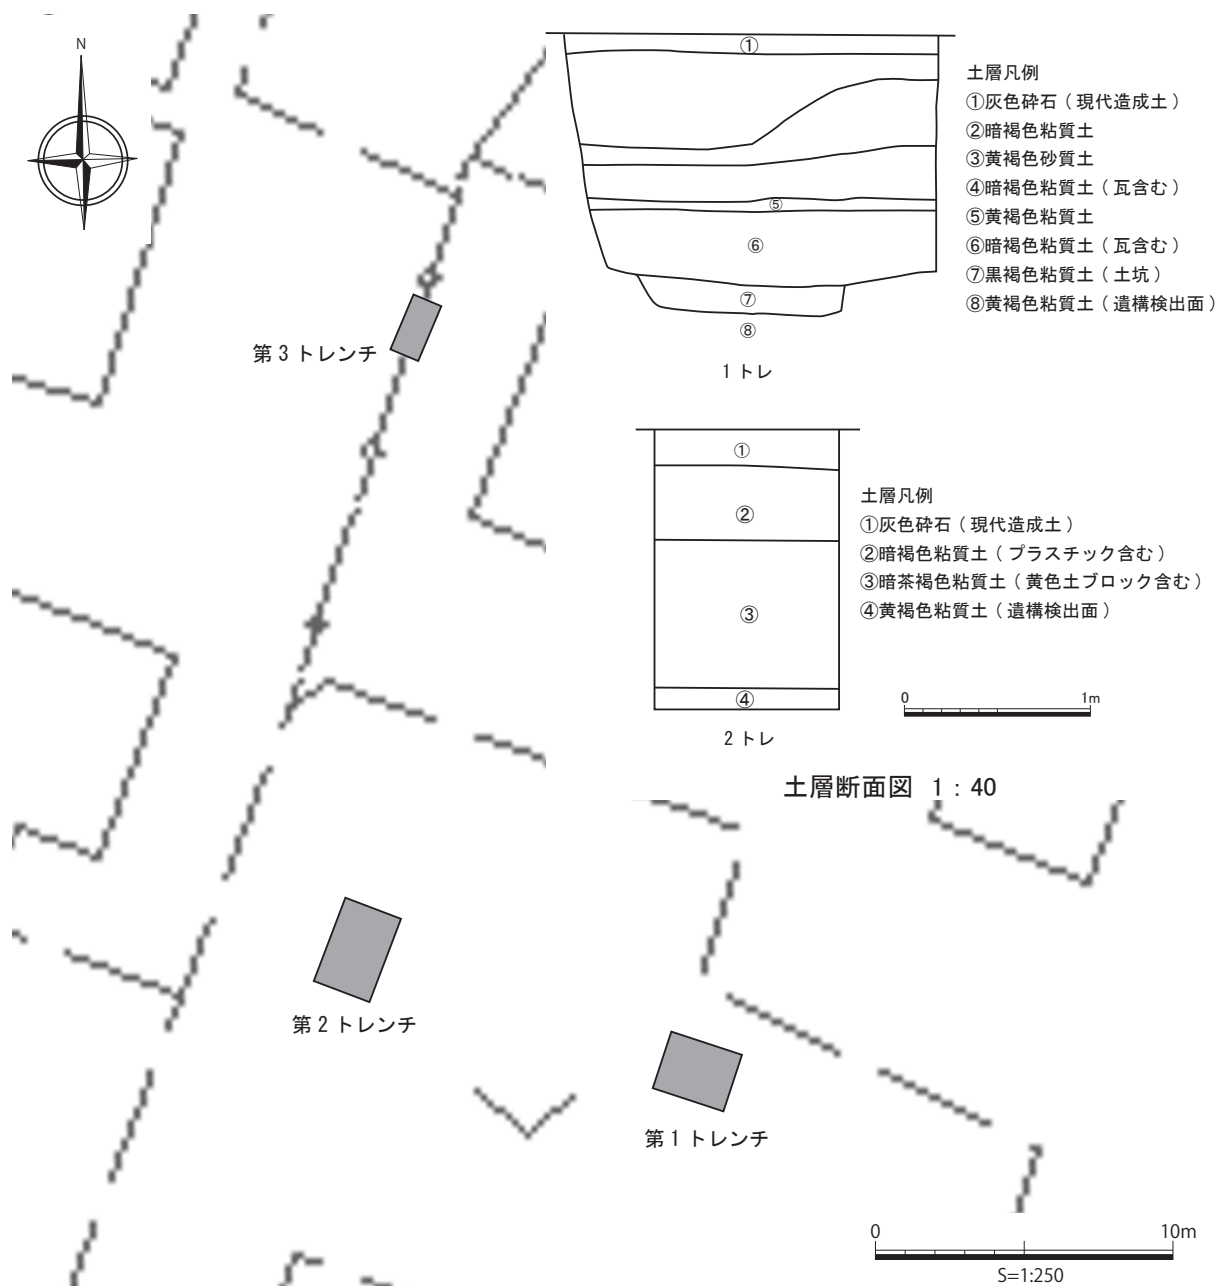 N
①
⑤
⑥
⑦
⑧
1トレ
土層凡例
①灰色砕石(現代造成土)
②暗褐色粘質土
③黄褐色砂質土
④暗褐色粘質土(瓦含む)
⑤黄褐色粘質土
⑥暗褐色粘質土(瓦含む)
⑦黒褐色粘質土(土坑)
⑧黄褐色粘質土(遺構検出面)
第3トレンチ
①
②
③
④
2トレ
土層凡例
①灰色砕石(現代造成土)
②暗褐色粘質土(プラスチック含む)
③暗茶褐色粘質土(黄色土ブロック含む)
④黄褐色粘質土(遺構検出面)
0 1m
土層断面図 1:40
第2トレンチ
第1トレンチ
0 10m
S=1:250